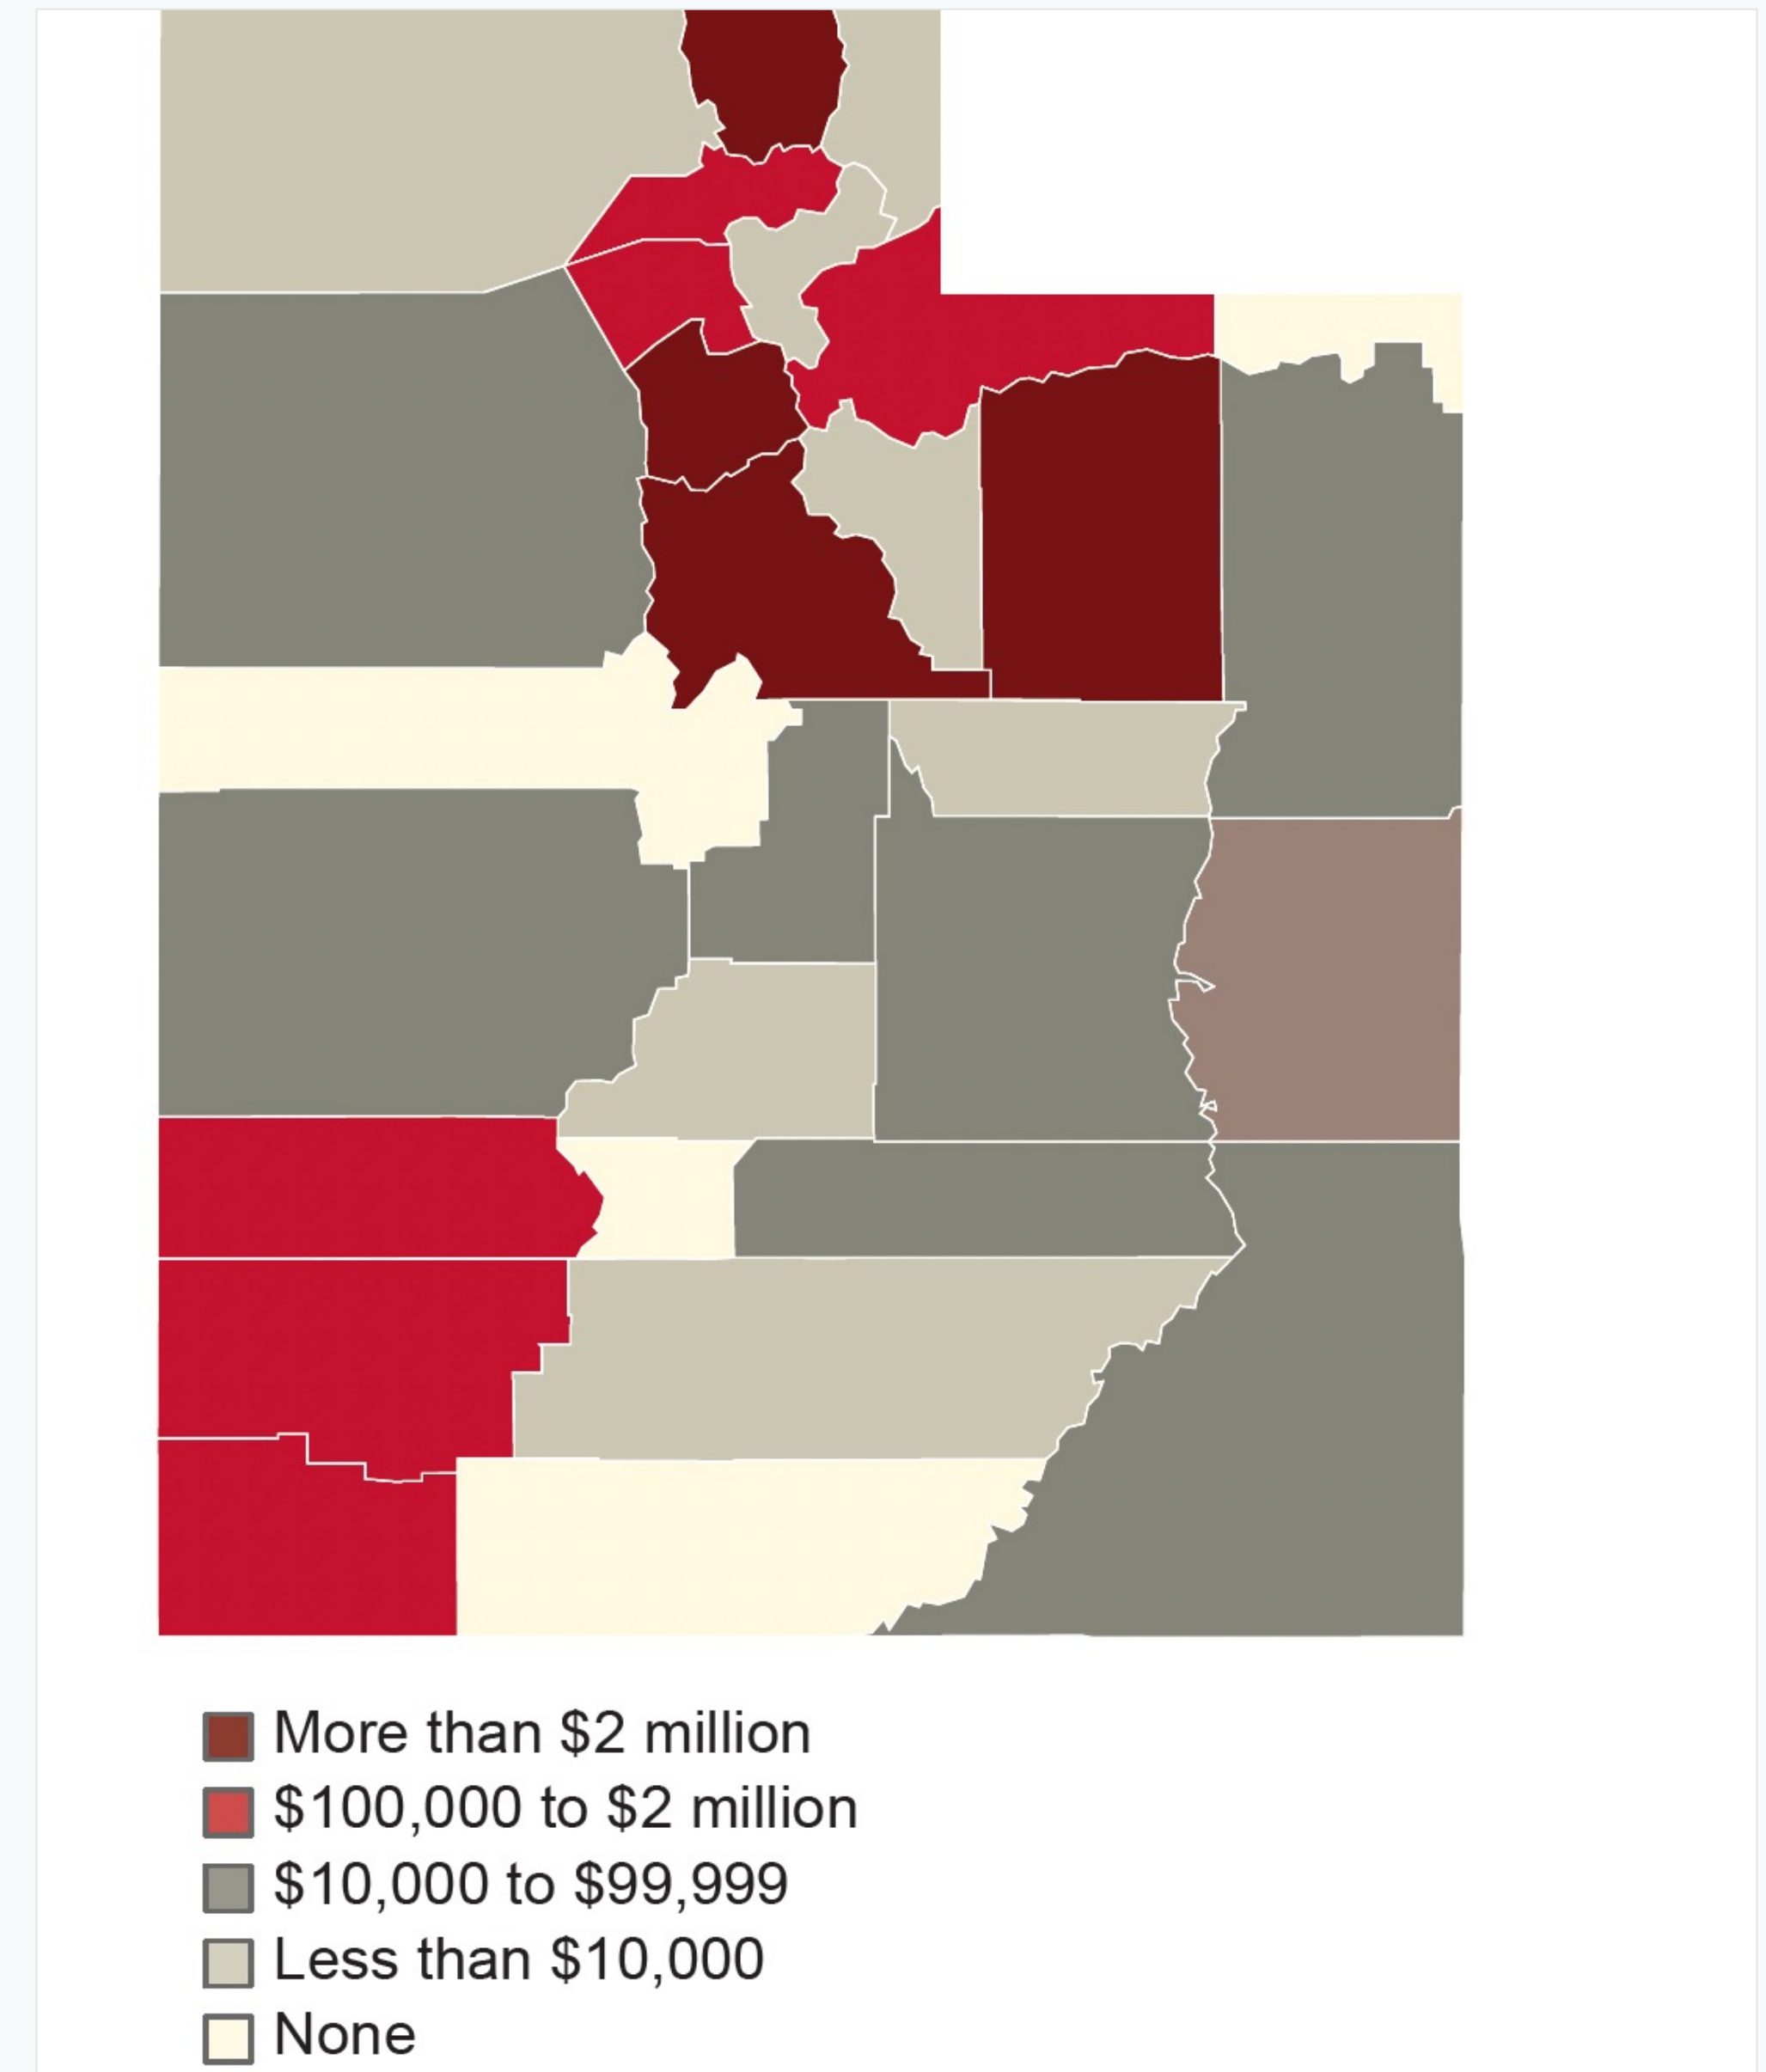 More than $2 million
$100,000 to $2 million
$10,000 to $99,999
Less than $10,000
None